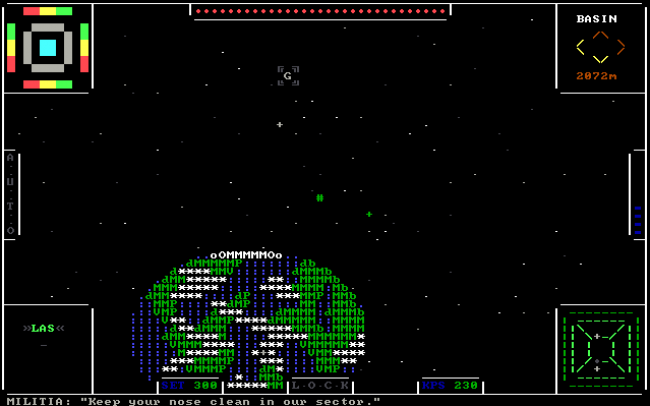 BASIN
G
2072m
A·U·T·O
»LAS«
SET 300
L·O·C·K
KPS 230
MILITIA: "Keep your nose clean in our sector."